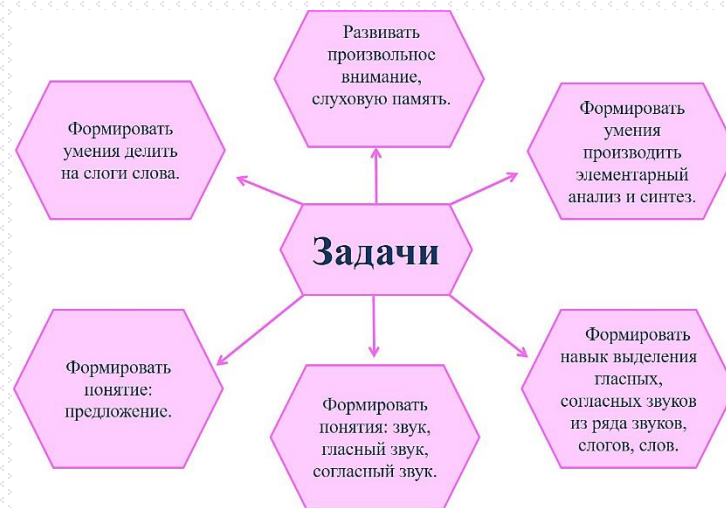 Развивать
произвольное
внимание,
слуховую память.
Формировать
умения делить
на слоги слова.
Формировать
умения
производить
элементарный
анализ и синтез.
Задачи
Формировать
понятие:
предложение.
Формировать
понятия: звук,
гласный звук,
согласный звук.
Формировать
навык выделения
гласных,
согласных звуков
из ряда звуков,
слогов, слов.